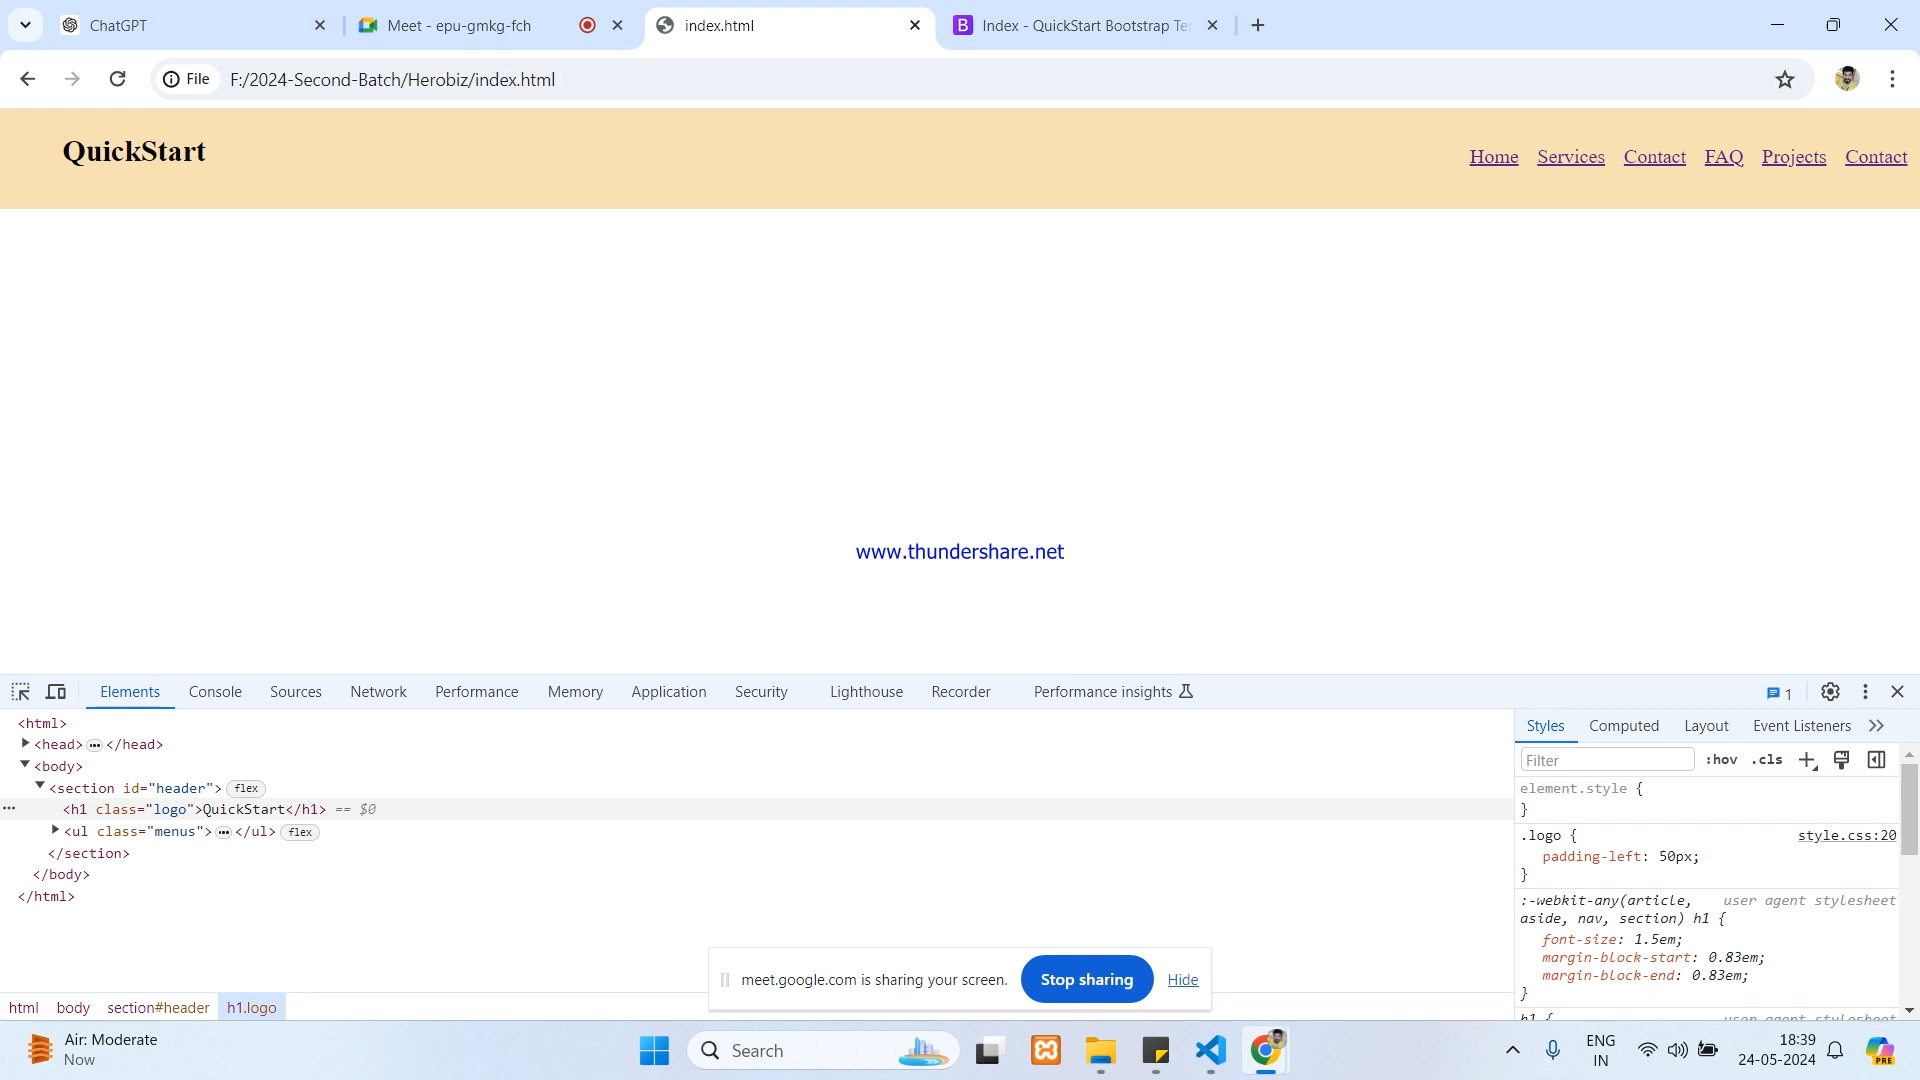 ChatGPT
Meet - epu-gmkg-fch
index.html
Index - QuickStart Bootstrap Te
File
F:/2024-Second-Batch/Herobiz/index.html
QuickStart
Home Services Contact FAQ Projects Contact
www.thundershare.net
Elements Console Sources Network Performance Memory Application Security Lighthouse Recorder Performance insights
1
<html>
<head> ••• </head>
<body>
<section id="header"> flex
<h1 class="logo">QuickStart</h1> == $0
<ul class="menus"> ••• </ul> flex
</section>
</body>
</html>
html body section#header h1.logo
Styles Computed Layout Event Listeners
Filter
:hov .cls
element.style {
}
.logo { style.css:20
padding-left: 50px;
}
:-webkit-any(article, user agent stylesheet
aside, nav, section) h1 {
font-size: 1.5em;
margin-block-start: 0.83em;
margin-block-end: 0.83em;
}
h1 { user agent stylesheet
meet.google.com is sharing your screen.
Stop sharing
Hide
Air: Moderate
Now
Search
PRE
ENG
IN
18:39
24-05-2024